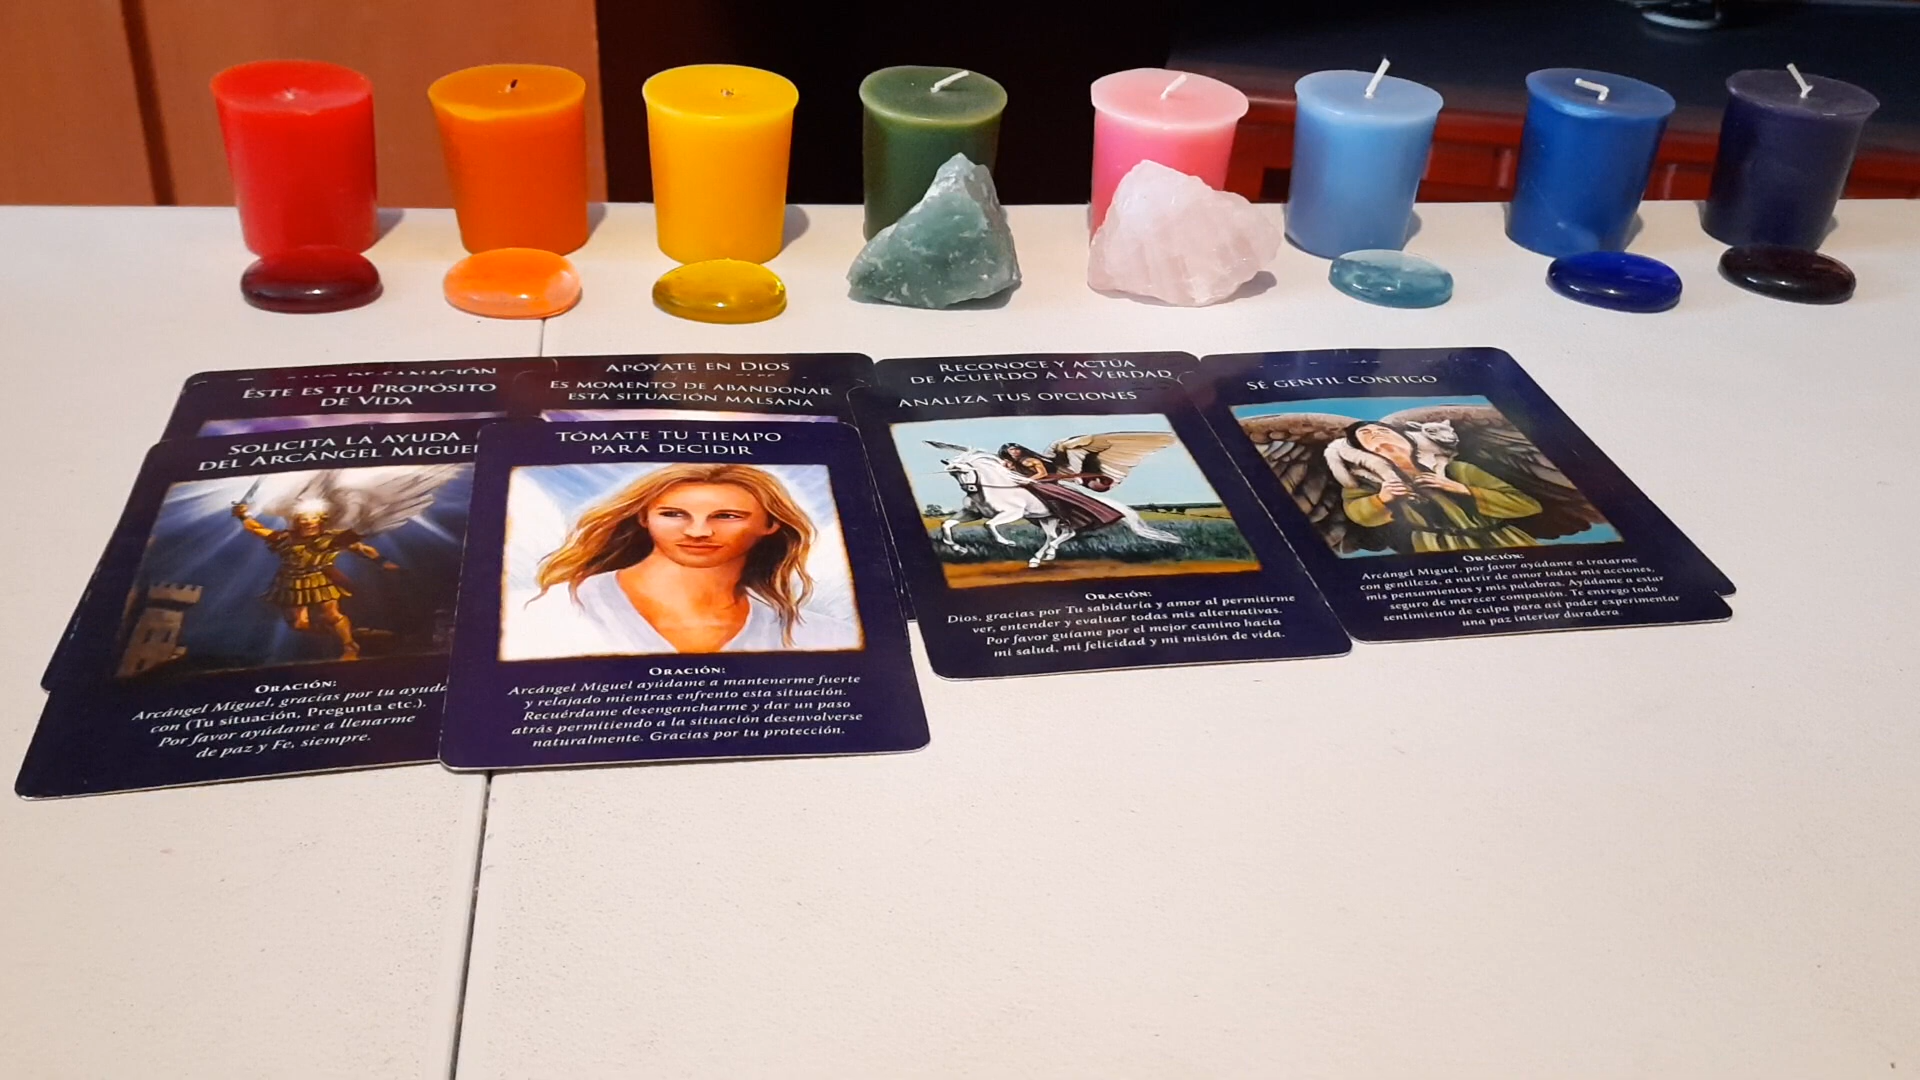 DE SANACIÓN
ÉSTE ES TU PROPÓSITO
DE VIDA
SOLICITA LA AYUDA
DEL ARCÁNGEL MIGUEL
ORACIÓN:
Arcángel Miguel, gracias por tu ayuda
con (Tu situación, Pregunta etc.).
Por favor ayúdame a llenarme
de paz y Fe, siempre.
APÓYATE EN DIOS
ES MOMENTO DE ABANDONAR
ESTA SITUACIÓN MALSANA
TÓMATE TU TIEMPO
PARA DECIDIR
ORACIÓN:
Arcángel Miguel ayúdame a mantenerme fuerte
y relajado mientras enfrento esta situación.
Recuérdame desengancharme y dar un paso
atrás permitiendo a la situación desenvolverse
naturalmente. Gracias por tu protección.
RECONOCE Y ACTÚA
DE ACUERDO A LA VERDAD
ANALIZA TUS OPCIONES
ORACIÓN:
Dios, gracias por Tu sabiduría y amor al permitirme
ver, entender y evaluar todas mis alternativas.
Por favor guíame por el mejor camino hacia
mi salud, mi felicidad y mi misión de vida.
SÉ GENTIL CONTIGO
ORACIÓN:
Arcángel Miguel, por favor ayúdame a tratarme
con gentileza, a nutrir de amor todas mis acciones,
mis pensamientos y mis palabras. Ayúdame a estar
seguro de merecer compasión. Te entrego todo
sentimiento de culpa para así poder experimentar
una paz interior duradera